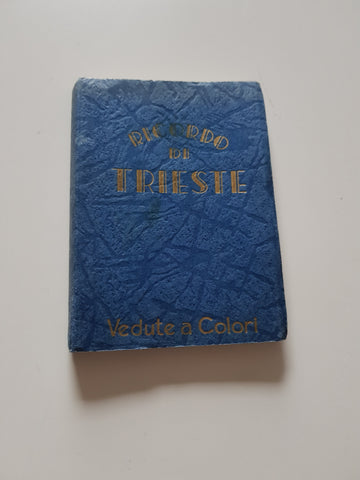 RICORDO
DI
TRIESTE
Vedute a Colori